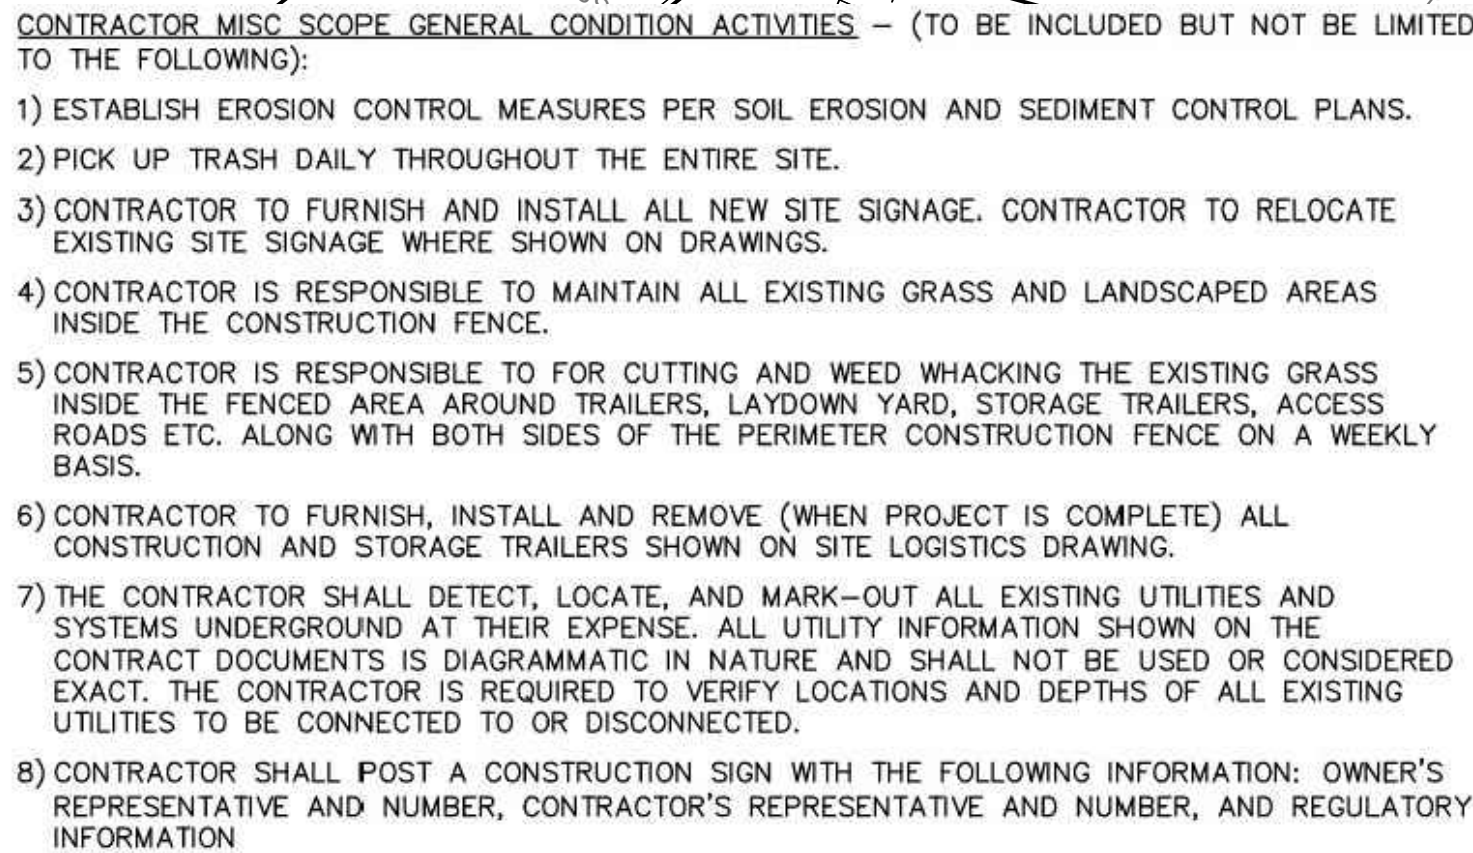 CONTRACTOR MISC SCOPE GENERAL CONDITION ACTIVITIES – (TO BE INCLUDED BUT NOT BE LIMITED
TO THE FOLLOWING):
1) ESTABLISH EROSION CONTROL MEASURES PER SOIL EROSION AND SEDIMENT CONTROL PLANS.
2) PICK UP TRASH DAILY THROUGHOUT THE ENTIRE SITE.
3) CONTRACTOR TO FURNISH AND INSTALL ALL NEW SITE SIGNAGE. CONTRACTOR TO RELOCATE
EXISTING SITE SIGNAGE WHERE SHOWN ON DRAWINGS.
4) CONTRACTOR IS RESPONSIBLE TO MAINTAIN ALL EXISTING GRASS AND LANDSCAPED AREAS
INSIDE THE CONSTRUCTION FENCE.
5) CONTRACTOR IS RESPONSIBLE TO FOR CUTTING AND WEED WHACKING THE EXISTING GRASS
INSIDE THE FENCED AREA AROUND TRAILERS, LAYDOWN YARD, STORAGE TRAILERS, ACCESS
ROADS ETC. ALONG WITH BOTH SIDES OF THE PERIMETER CONSTRUCTION FENCE ON A WEEKLY
BASIS.
6) CONTRACTOR TO FURNISH, INSTALL AND REMOVE (WHEN PROJECT IS COMPLETE) ALL
CONSTRUCTION AND STORAGE TRAILERS SHOWN ON SITE LOGISTICS DRAWING.
7) THE CONTRACTOR SHALL DETECT, LOCATE, AND MARK–OUT ALL EXISTING UTILITIES AND
SYSTEMS UNDERGROUND AT THEIR EXPENSE. ALL UTILITY INFORMATION SHOWN ON THE
CONTRACT DOCUMENTS IS DIAGRAMMATIC IN NATURE AND SHALL NOT BE USED OR CONSIDERED
EXACT. THE CONTRACTOR IS REQUIRED TO VERIFY LOCATIONS AND DEPTHS OF ALL EXISTING
UTILITIES TO BE CONNECTED TO OR DISCONNECTED.
8) CONTRACTOR SHALL POST A CONSTRUCTION SIGN WITH THE FOLLOWING INFORMATION: OWNER'S
REPRESENTATIVE AND NUMBER, CONTRACTOR'S REPRESENTATIVE AND NUMBER, AND REGULATORY
INFORMATION